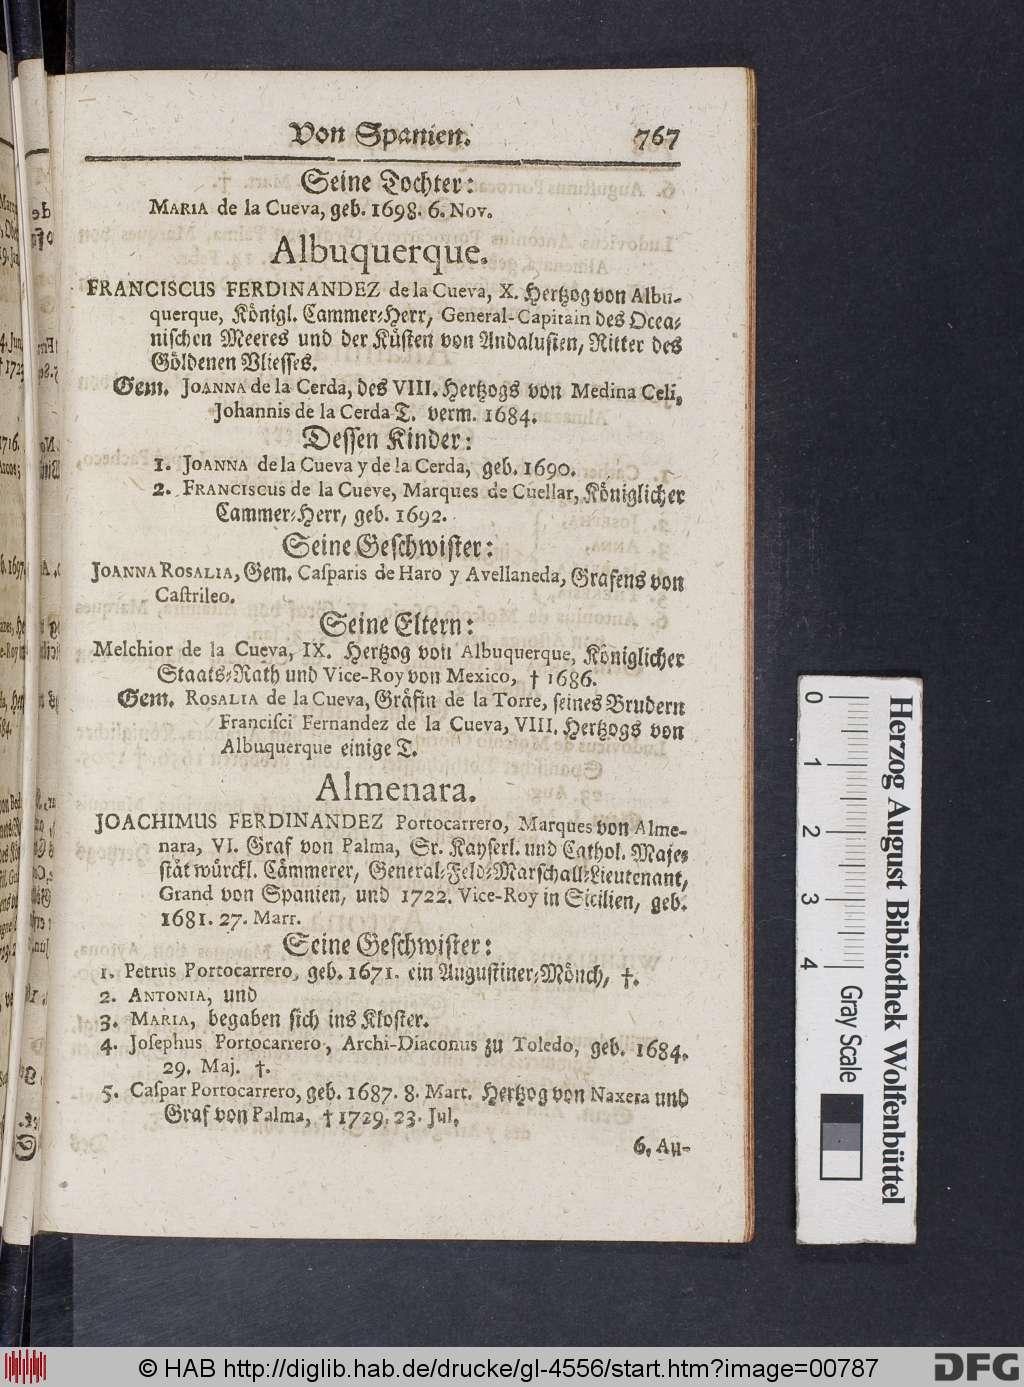 Von Spanien. 767
Seine Tochter:
MARIA de la Cueva, geb. 1698. 6. Nov.
Albuquerque.
FRANCISCUS FERDINANDEZ de la Cueva, X. Hertzog von Albu-
querque, Königl. Cammer-Herr, General-Capitain des Ocea-
nischen Meeres und der Küsten von Andalusien, Ritter des
Göldenen Vliesses.
Gem. JOANNA de la Cerda, des VIII. Hertzogs von Medina Celi,
Johannis de la Cerda T. verm. 1684.
Dessen Kinder:
1. JOANNA de la Cueva y de la Cerda, geb. 1690.
2. FRANCISCUS de la Cueve, Marques de Cuellar, Königlicher
Cammer-Herr, geb. 1692.
Seine Geschwister:
JOANNA ROSALIA, Gem. Casparis de Haro y Avellaneda, Grafens von
Castrileo.
Seine Eltern:
Melchior de la Cueva, IX. Hertzog von Albuquerque, Königlicher
Staats-Rath und Vice-Roy von Mexico, † 1686.
Gem. ROSALIA de la Cueva, Gräfin de la Torre, seines Brudern
Francisci Fernandez de la Cueva, VIII. Hertzogs von
Albuquerque einige T.
Almenara.
JOACHIMUS FERDINANDEZ Portocarrero, Marques von Alme-
nara, VI. Graf von Palma, Sr. Kayserl. und Cathol. Maje-
stät würckl. Cämmerer, General-Feld-Marschall-Lieutenant,
Grand von Spanien, und 1722. Vice-Roy in Sicilien, geb.
1681. 27. Marr.
Seine Geschwister:
1. Petrus Portocarrero, geb. 1671. ein Augustiner-Mönch, †.
2. ANTONIA, und
3. MARIA, begaben sich ins Kloster.
4. Josephus Portocarrero, Archi-Diaconus zu Toledo, geb. 1684.
29. Maj. †.
5. Caspar Portocarrero, geb. 1687. 8. Mart. Hertzog von Naxera und
Graf von Palma, † 1729. 23. Jul.
6. Au-
0 1 2 3 4
Gray Scale
Herzog August Bibliothek Wolfenbüttel
© HAB http://diglib.hab.de/drucke/gl-4556/start.htm?image=00787
DFG